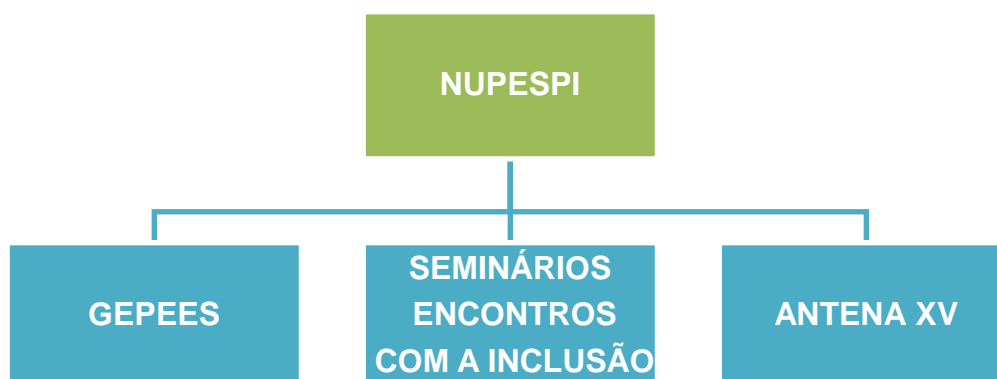 NUPESPI
GEPEES
SEMINÁRIOS
ENCONTROS
COM A INCLUSÃO
ANTENA XV